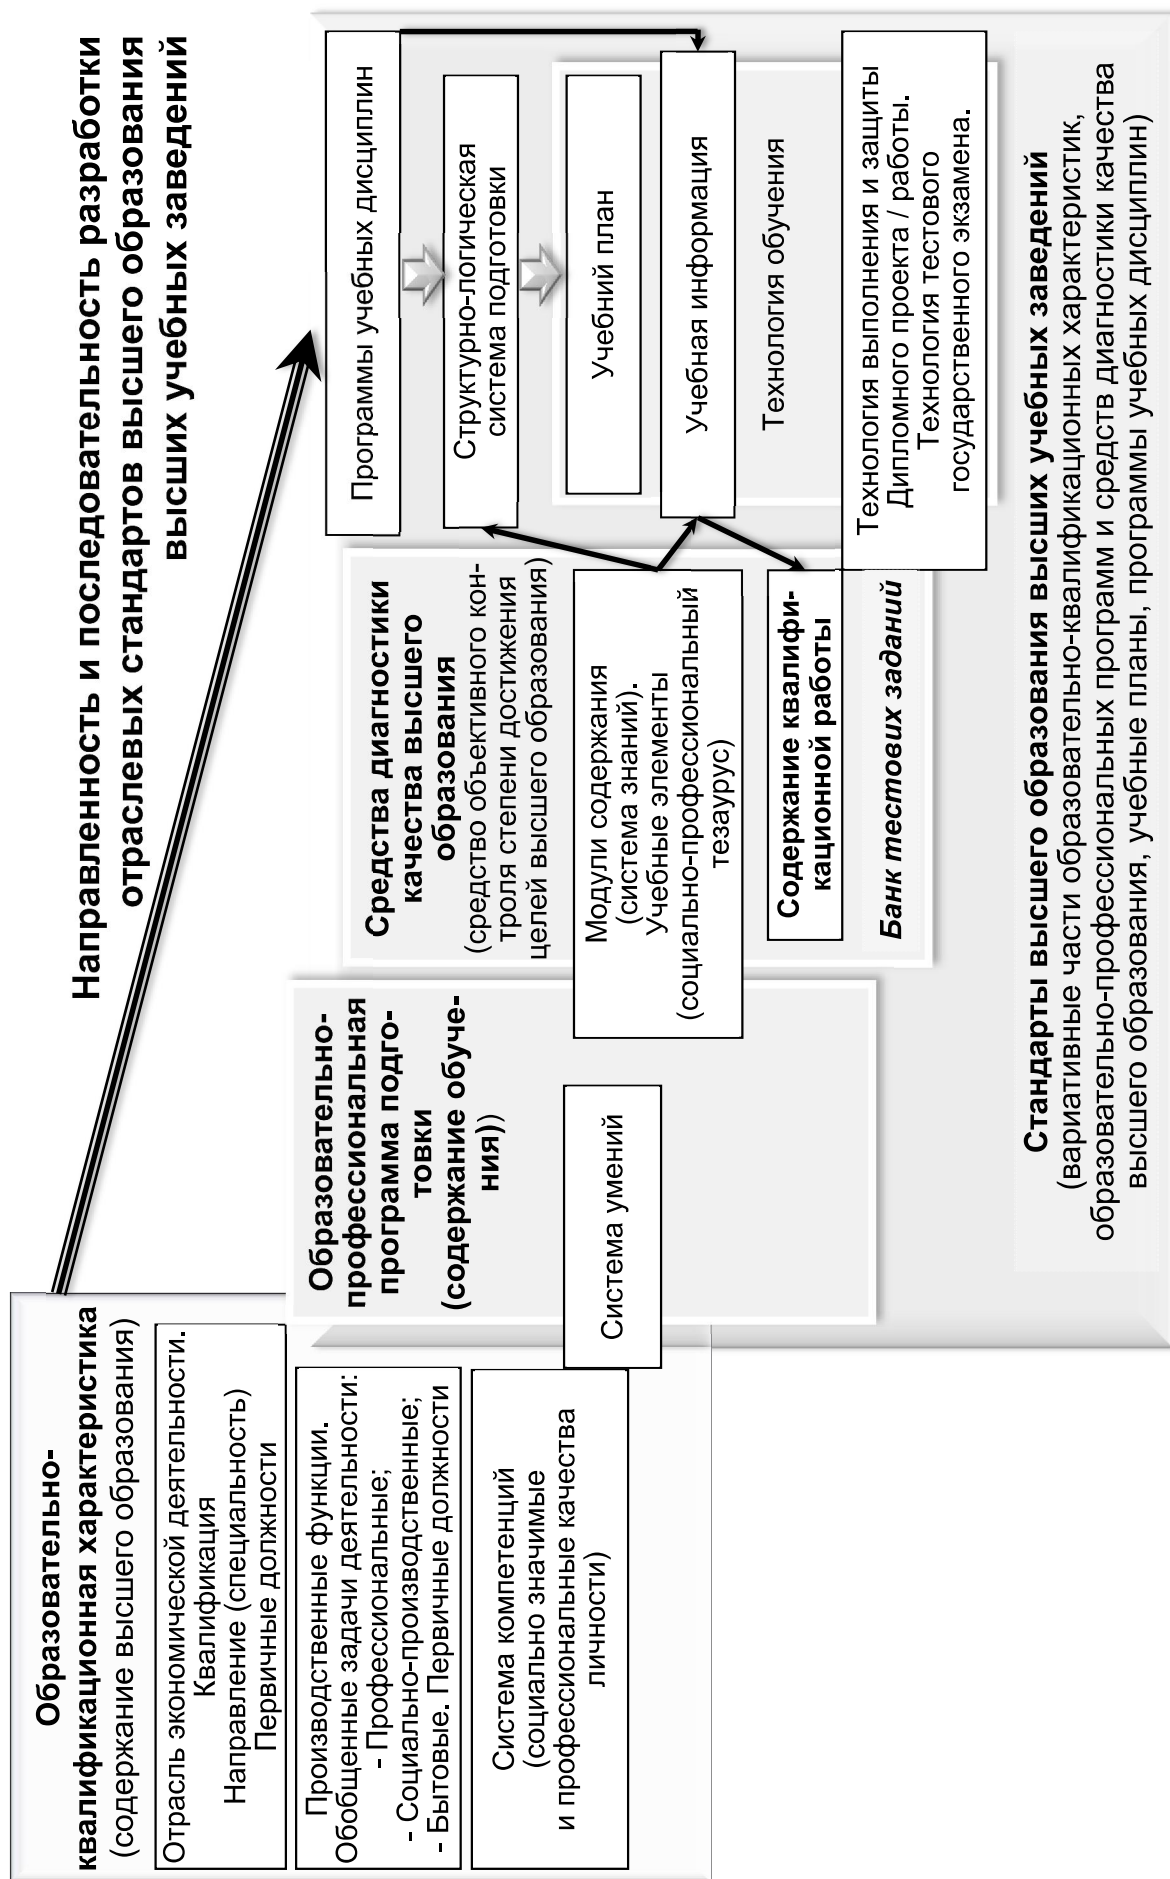 Направленность и последовательность разработки
отраслевых стандартов высшего образования
высших учебных заведений
Образовательно-
квалификационная характеристика
(содержание высшего образования)
Отрасль экономической деятельности.
Квалификация
Направление (специальность)
Первичные должности
Производственные функции.
Обобщенные задачи деятельности:
- Профессиональные;
- Социально-производственные;
- Бытовые. Первичные должности
Система компетенций
(социально значимые
и профессиональные качества
личности)
Образовательно-
профессиональная
программа подго-
товки
(содержание обуче-
ния))
Система умений
Средства диагностики
качества высшего
образования
(средство объективного кон-
троля степени достижения
целей высшего образования)
Модули содержания
(система знаний).
Учебные элементы
(социально-профессиональный
тезаурус)
Содержание квалифи-
кационной работы
Банк тестових заданий
Программы учебных дисциплин
Структурно-логическая
система подготовки
Учебний план
Учебная информация
Технология обучения
Технология выполнения и защиты
Дипломного проекта / работы.
Технология тестового
государственного экзамена.
Стандарты высшего образования высших учебных заведений
(вариативные части образовательно-квалификационных характеристик,
образовательно-профессиональных программ и средств диагностики качества
высшего образования, учебные планы, программы учебных дисциплин)